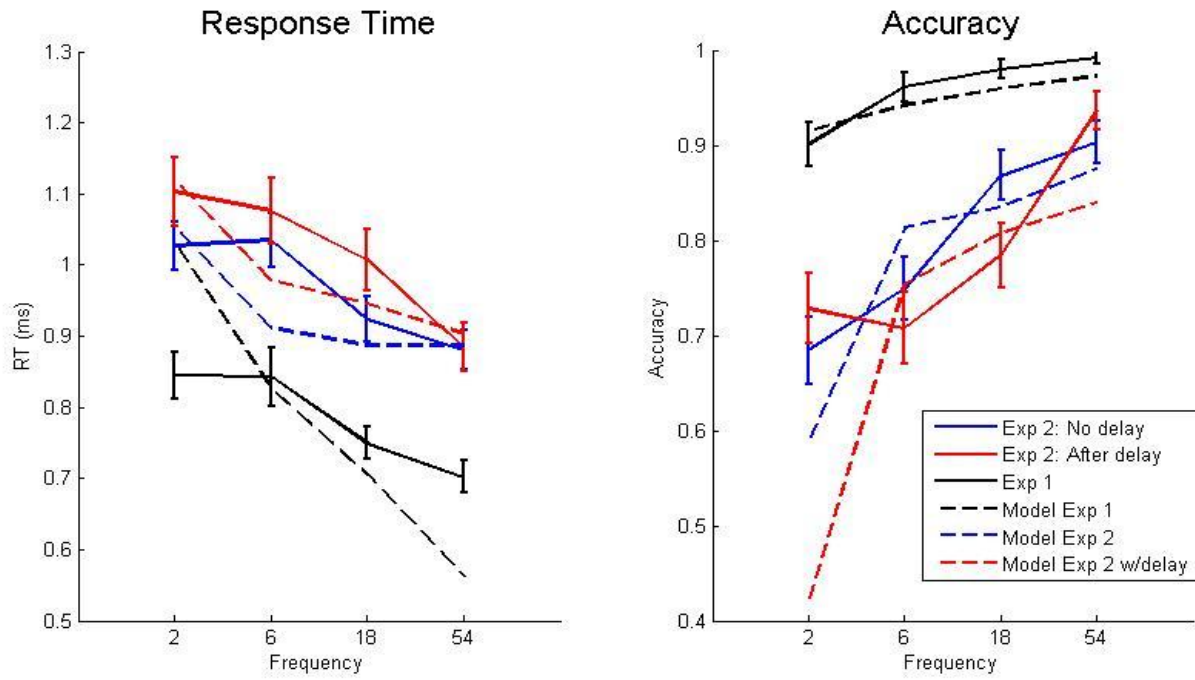 Response Time
1.3
1.2
1.1
1
0.9
0.8
0.7
0.6
0.5
RT (ms)
2 6 18 54
Frequency
Accuracy
1
0.9
0.8
0.7
0.6
0.5
0.4
Accuracy
2 6 18 54
Frequency
Exp 2: No delay
Exp 2: After delay
Exp 1
Model Exp 1
Model Exp 2
Model Exp 2 w/delay